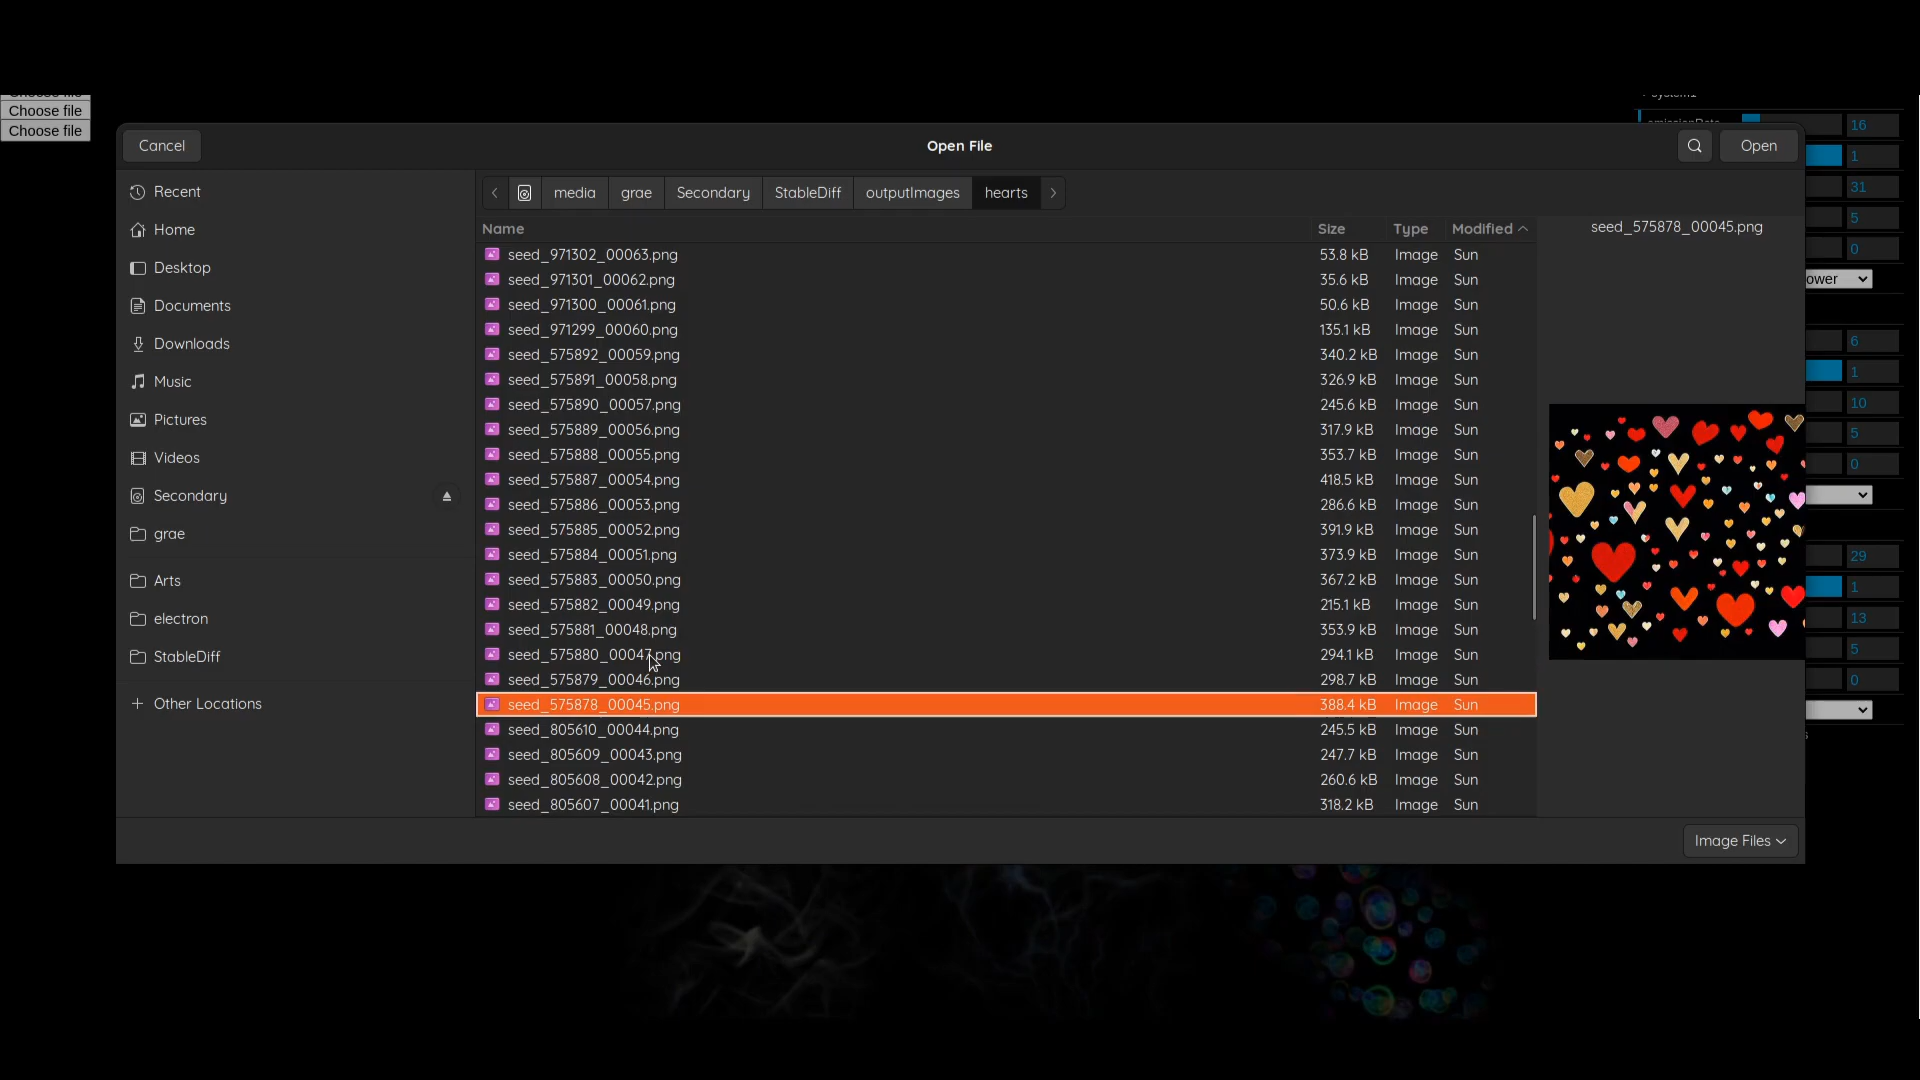 Choose file
Choose file
16
1
31
5
0
ower
6
1
10
5
0
29
1
13
5
0
Cancel
Open File
Open
Recent
Home
Desktop
Documents
Downloads
Music
Pictures
Videos
Secondary
grae
Arts
electron
StableDiff
Other Locations
media grae Secondary StableDiff outputImages hearts
Name Size Type Modified
seed_971302_00063.png 53.8 kB Image Sun
seed_971301_00062.png 35.6 kB Image Sun
seed_971300_00061.png 50.6 kB Image Sun
seed_971299_00060.png 135.1 kB Image Sun
seed_575892_00059.png 340.2 kB Image Sun
seed_575891_00058.png 326.9 kB Image Sun
seed_575890_00057.png 245.6 kB Image Sun
seed_575889_00056.png 317.9 kB Image Sun
seed_575888_00055.png 353.7 kB Image Sun
seed_575887_00054.png 418.5 kB Image Sun
seed_575886_00053.png 286.6 kB Image Sun
seed_575885_00052.png 391.9 kB Image Sun
seed_575884_00051.png 373.9 kB Image Sun
seed_575883_00050.png 367.2 kB Image Sun
seed_575882_00049.png 215.1 kB Image Sun
seed_575881_00048.png 353.9 kB Image Sun
seed_575880_00047.png 294.1 kB Image Sun
seed_575879_00046.png 298.7 kB Image Sun
seed_575878_00045.png 388.4 kB Image Sun
seed_805610_00044.png 245.5 kB Image Sun
seed_805609_00043.png 247.7 kB Image Sun
seed_805608_00042.png 260.6 kB Image Sun
seed_805607_00041.png 318.2 kB Image Sun
seed_575878_00045.png
Image Files